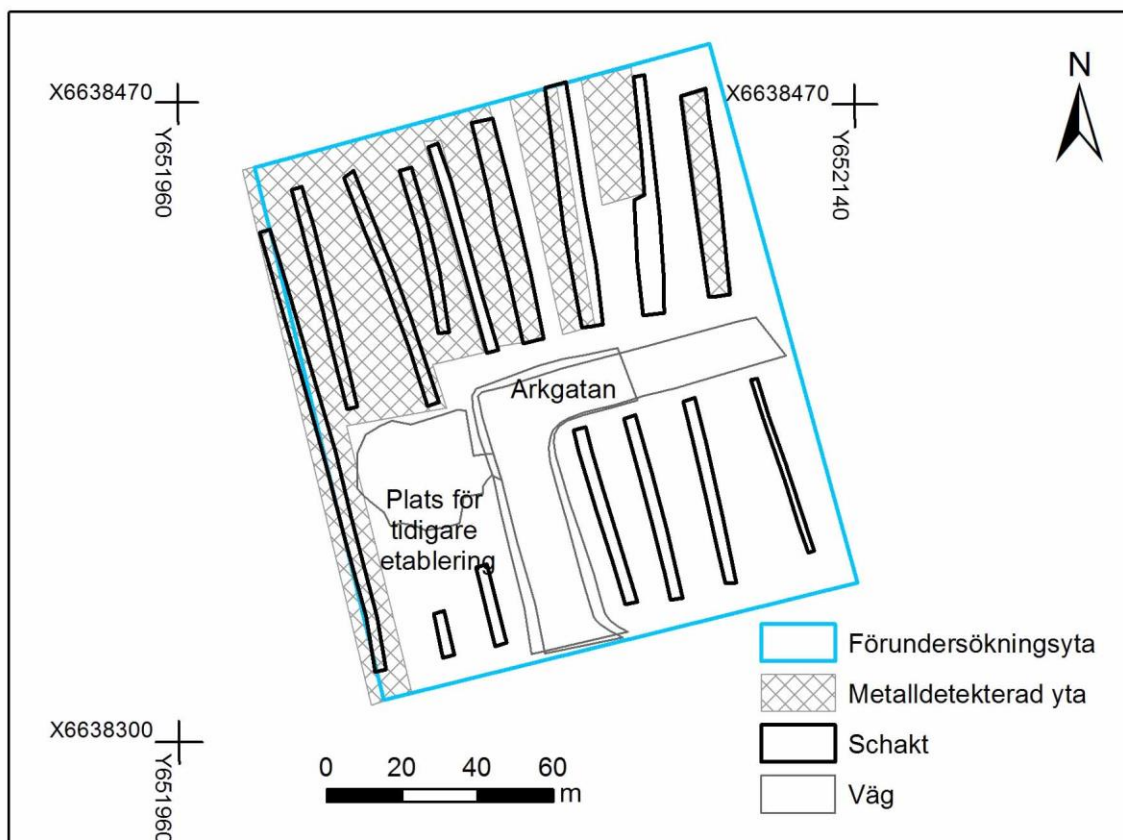 N
X6638470
X6638470
Y651960
Y652140
Arkgatan
Plats för
tidigare
etablering
X6638300
Y651960
0 20 40 60
m
Förundersökningsyta
Metalldetekterad yta
Schakt
Väg